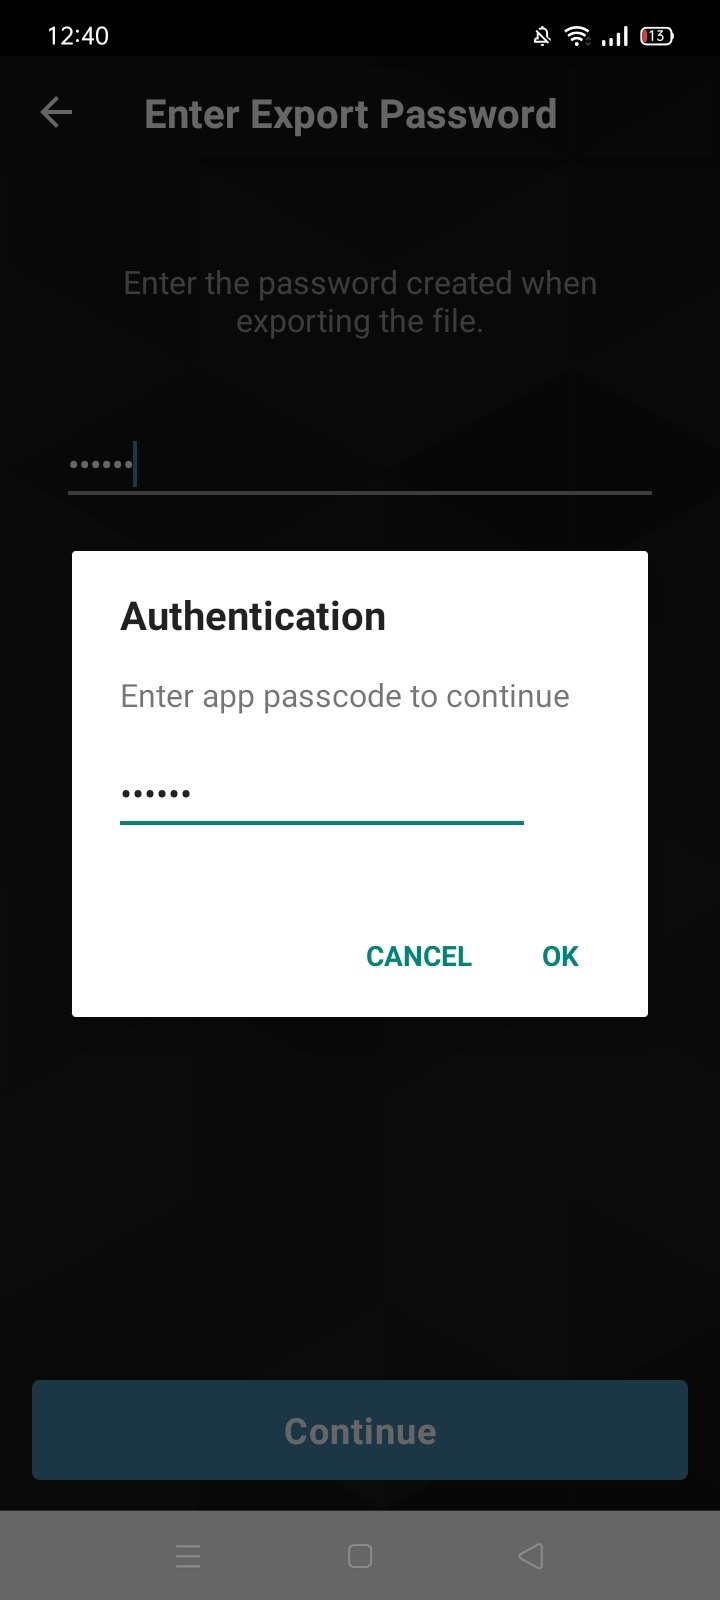 12:40
13
Enter Export Password
Enter the password created when
exporting the file.
••••••
Authentication
Enter app passcode to continue
••••••
CANCEL
OK
Continue